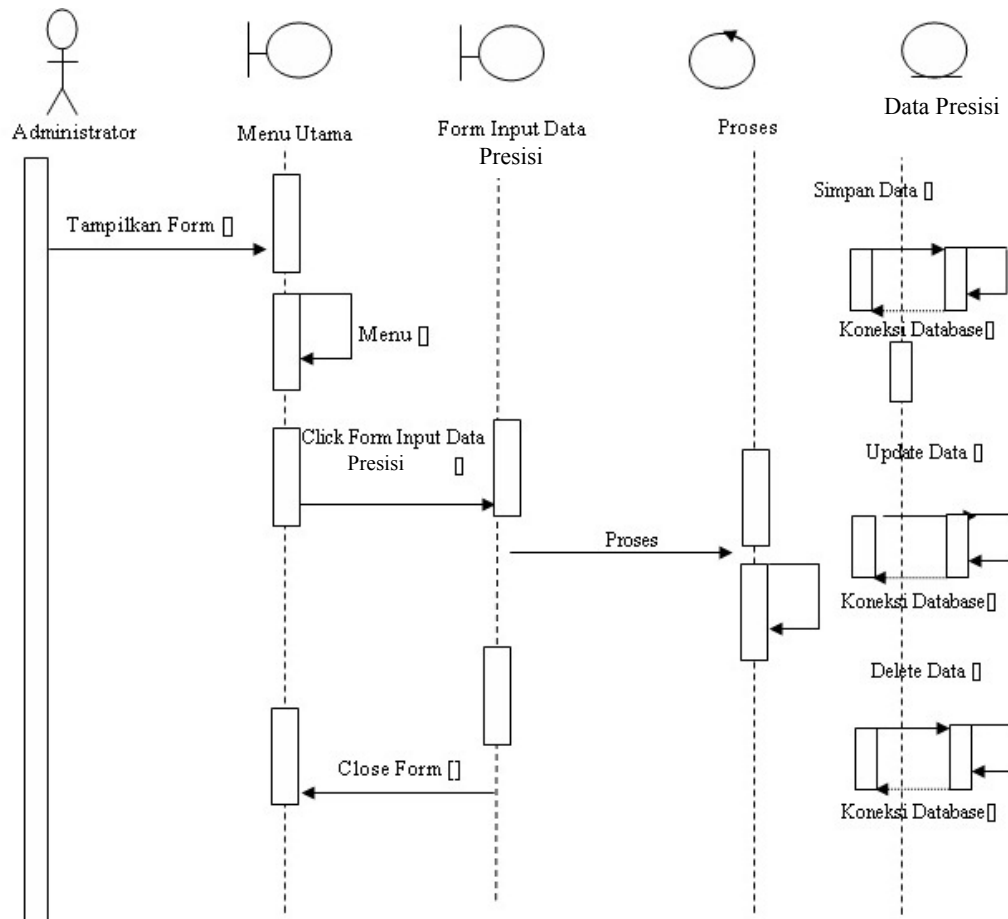 Administrator
Menu Utama
Form Input Data
Presisi
Proses
Data Presisi
Simpan Data []
Tampilkan Form []
Koneksi Database[]
Menu []
Click Form Input Data
Presisi []
Update Data []
Proses
Koneksi Database[]
Delete Data []
Close Form []
Koneksi Database[]